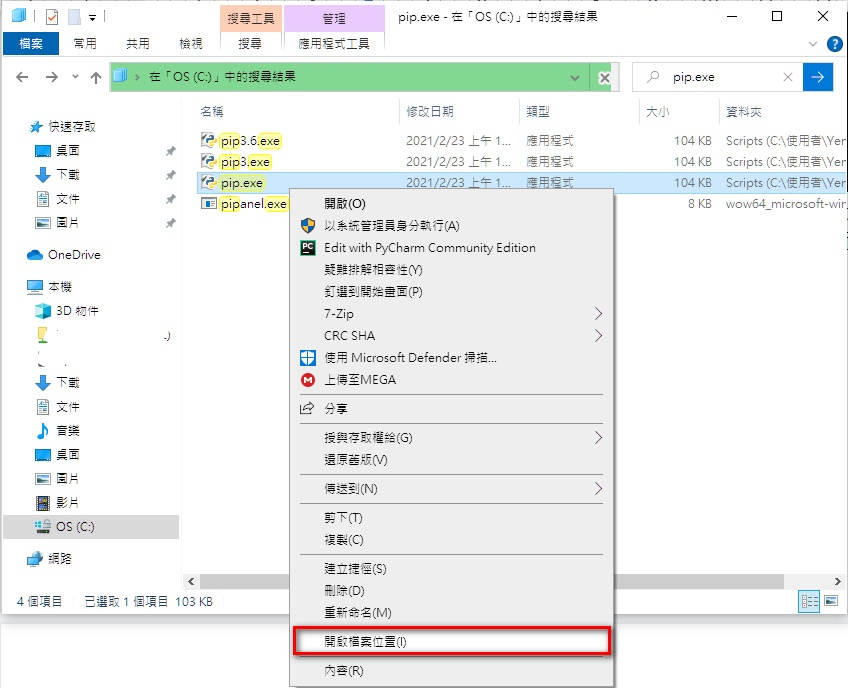 搜尋工具 管理 pip.exe - 在「OS (C:)」中的搜尋結果
檔案 常用 共用 檢視 搜尋 應用程式工具
在「OS (C:)」中的搜尋結果 pip.exe
名稱 修改日期 類型 大小 資料夾
快速存取
桌面
下載
文件
圖片
OneDrive
本機
3D 物件
.)
下載
文件
音樂
桌面
圖片
影片
OS (C:)
網路
pip3.6.exe 2021/2/23 上午 1... 應用程式 104 KB Scripts (C:\使用者\Yer
pip3.exe 2021/2/23 上午 1... 應用程式 104 KB Scripts (C:\使用者\Yer
pip.exe 2021/2/23 上午 1... 應用程式 104 KB Scripts (C:\使用者\Yer
pipanel.exe 8 KB wow64_microsoft-win
開啟(O)
以系統管理員身分執行(A)
Edit with PyCharm Community Edition
疑難排解相容性(Y)
釘選到開始畫面(P)
7-Zip
CRC SHA
使用 Microsoft Defender 掃描...
上傳至MEGA
分享
授與存取權給(G)
還原舊版(V)
傳送到(N)
剪下(T)
複製(C)
建立捷徑(S)
刪除(D)
重新命名(M)
開啟檔案位置(I)
內容(R)
4 個項目 已選取 1 個項目 103 KB